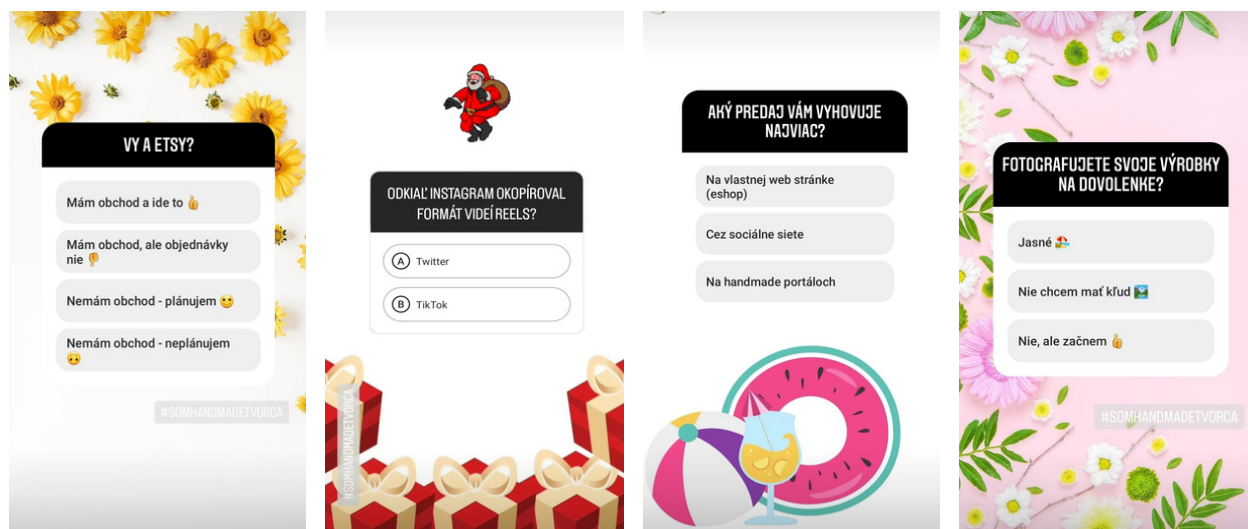 VY A ETSY?
Mám obchod a ide to 👍
Mám obchod, ale objednávky
nie 👎
Nemám obchod - plánujem 🙂
Nemám obchod - neplánujem
😶
#SOMHANDMADETVORCA
ODKIAĽ INSTAGRAM OKOPÍROVAL
FORMÁT VIDEÍ REELS?
A Twitter
B TikTok
#SOMHANDMADETVORCA
AKÝ PREDAJ VÁM VYHOVUJE
NAJVIAC?
Na vlastnej web stránke
(eshop)
Cez sociálne siete
Na handmade portáloch
FOTOGRAFUJETE SVOJE VÝROBKY
NA DOVOLENKE?
Jasné 🏖️
Nie chcem mať kľud 🏞️
Nie, ale začnem 👍
#SOMHANDMADETVORCA